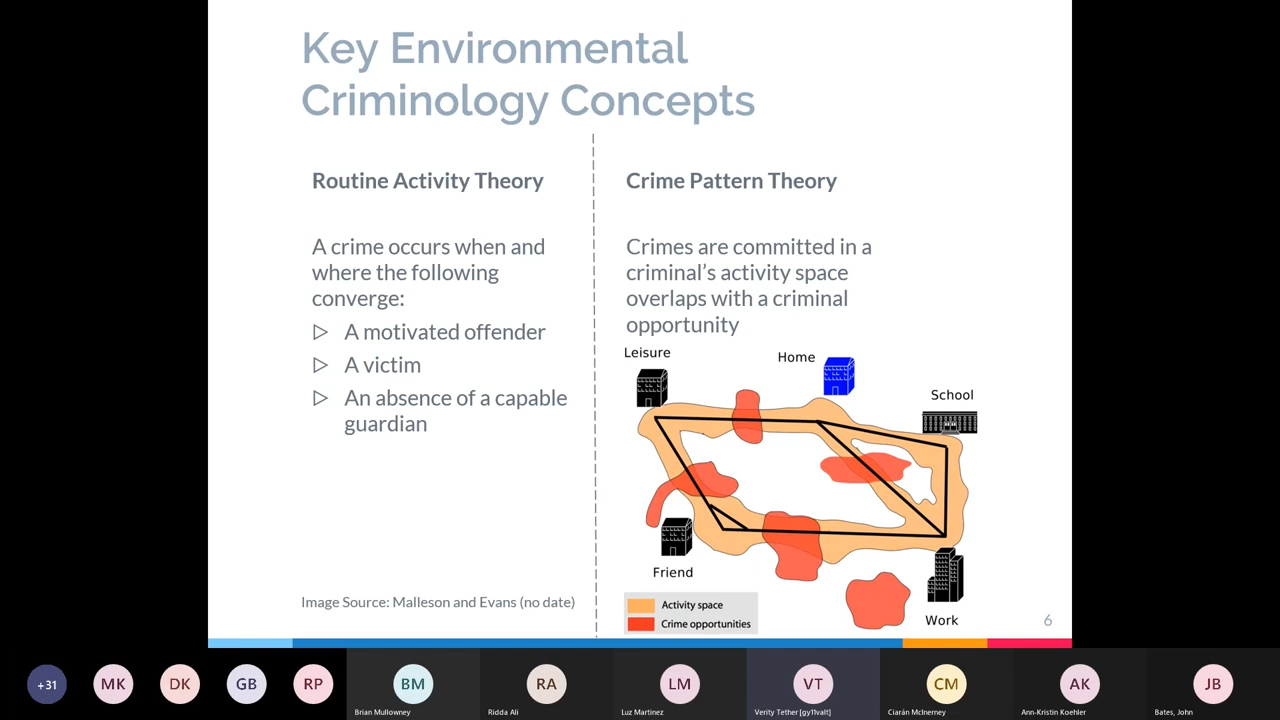 Key Environmental
Criminology Concepts
Routine Activity Theory
A crime occurs when and
where the following
converge:
A motivated offender
A victim
An absence of a capable
guardian
Image Source: Malleson and Evans (no date)
Crime Pattern Theory
Crimes are committed in a
criminal’s activity space
overlaps with a criminal
opportunity
Leisure
Home
School
Friend
Work
Activity space
Crime opportunities
6
+31
MK
DK
GB
RP
BM
Brian Mullowney
RA
Ridda Ali
LM
Luz Martinez
VT
Verity Tether [gy11valt]
CM
Ciarán McInerney
AK
Ann-Kristin Koehler
JB
Bates, John